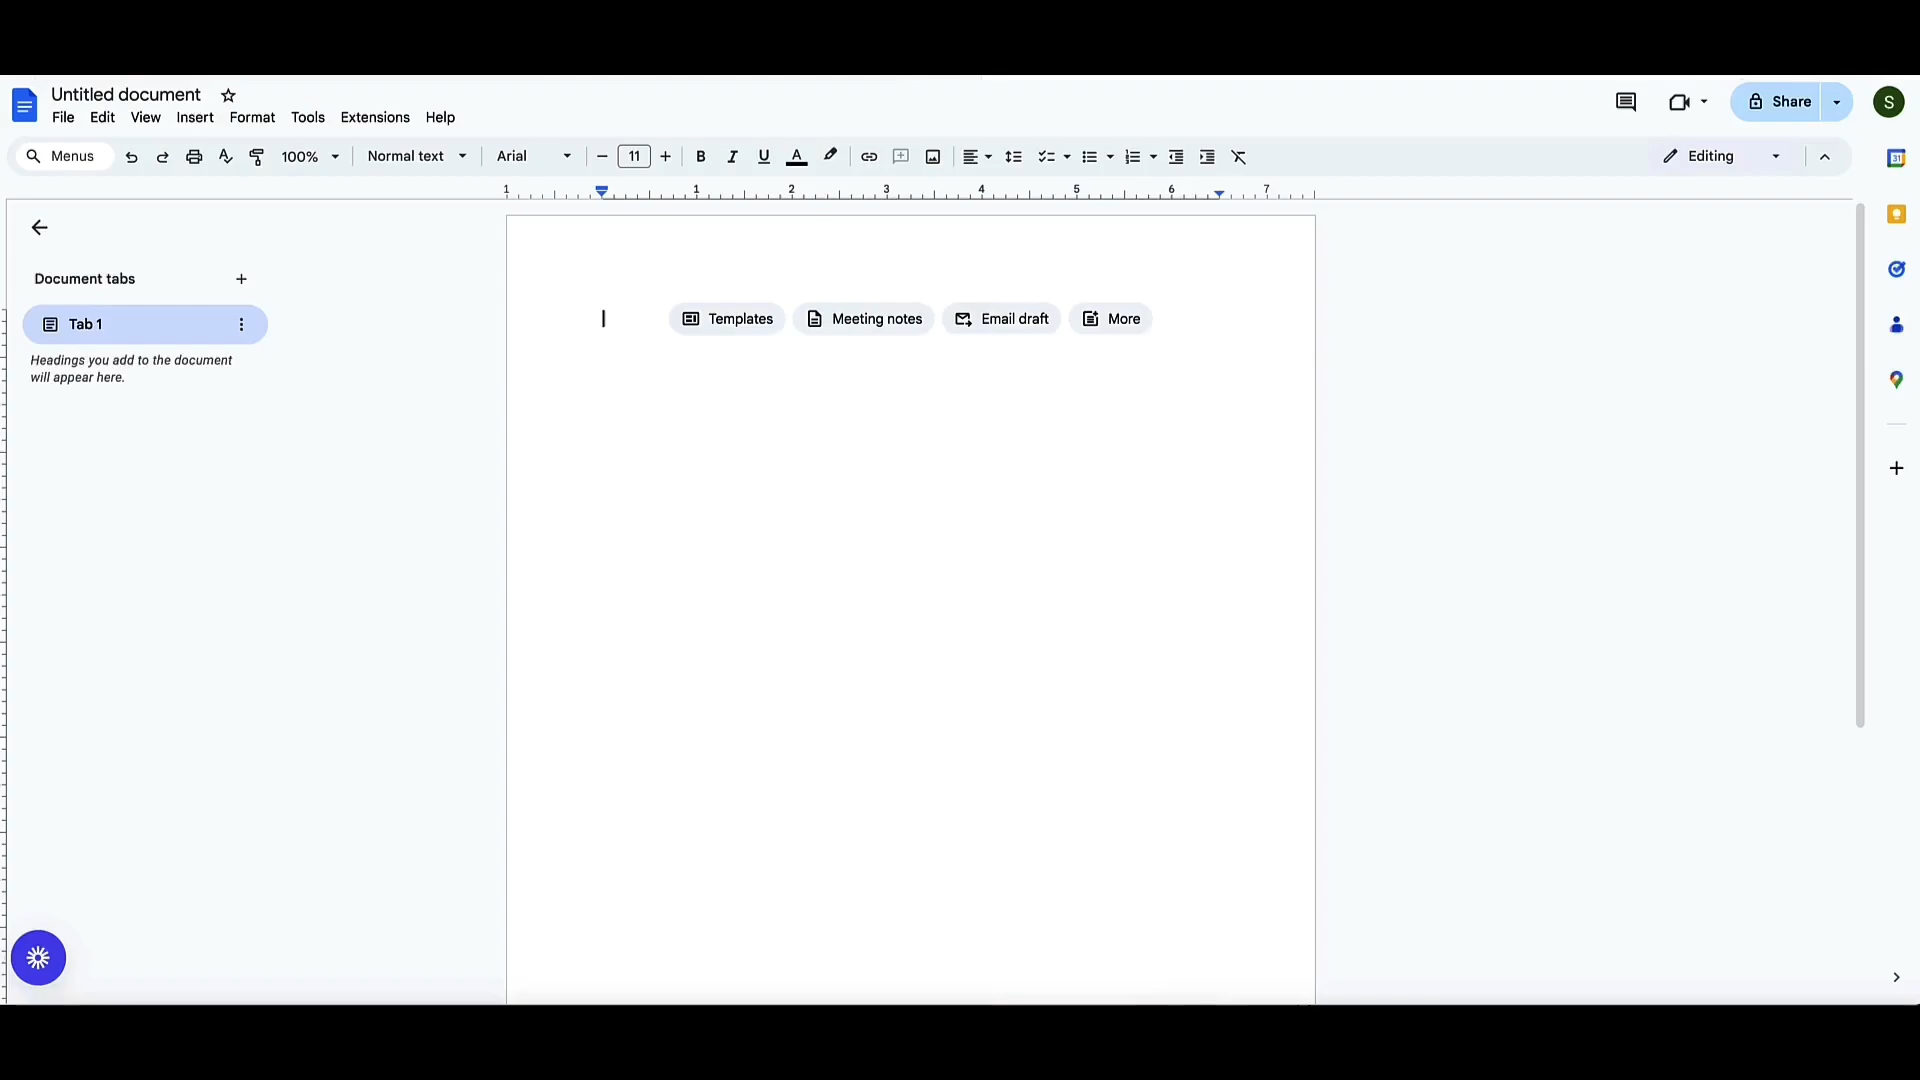 Untitled document
File Edit View Insert Format Tools Extensions Help
Share
S
Menus 100% Normal text Arial 11 B I U A Editing
31
1 1 2 3 4 5 6 7
Document tabs
Tab 1
Headings you add to the document
will appear here.
Templates Meeting notes Email draft More